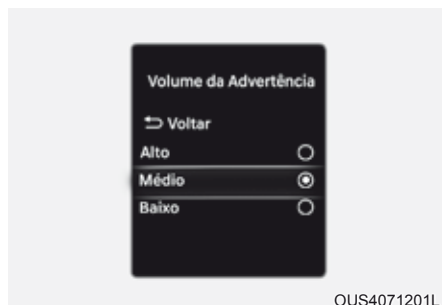 Volume da Advertência
Voltar
Alto
Médio
Baixo
OUS4071201L